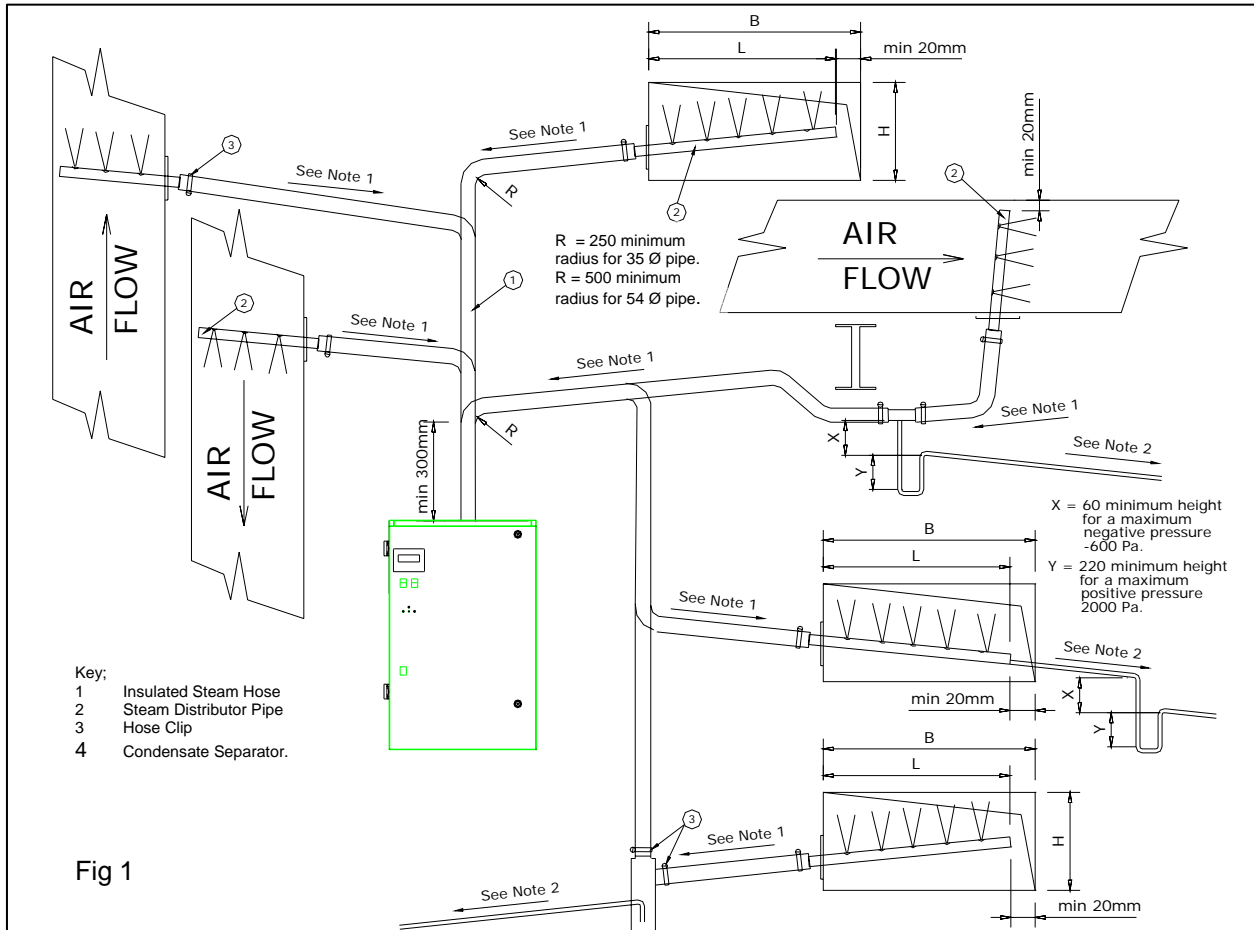 B
L
min 20mm
H
See Note 1
3
See Note 1
R
2
min 20mm
2
AIR
FLOW
R = 250 minimum
radius for 35 Ø pipe.
R = 500 minimum
radius for 54 Ø pipe.
AIR
FLOW
1
2
See Note 1
AIR
FLOW
See Note 1
R
min 300mm
See Note 1
X
Y
See Note 2
X = 60 minimum height
for a maximum
negative pressure
-600 Pa.
Y = 220 minimum height
for a maximum
positive pressure
2000 Pa.
B
L
See Note 1
See Note 2
min 20mm
X
Y
Key;
1 Insulated Steam Hose
2 Steam Distributor Pipe
3 Hose Clip
4 Condensate Separator.
B
L
3
See Note 1
H
min 20mm
See Note 2
Fig 1